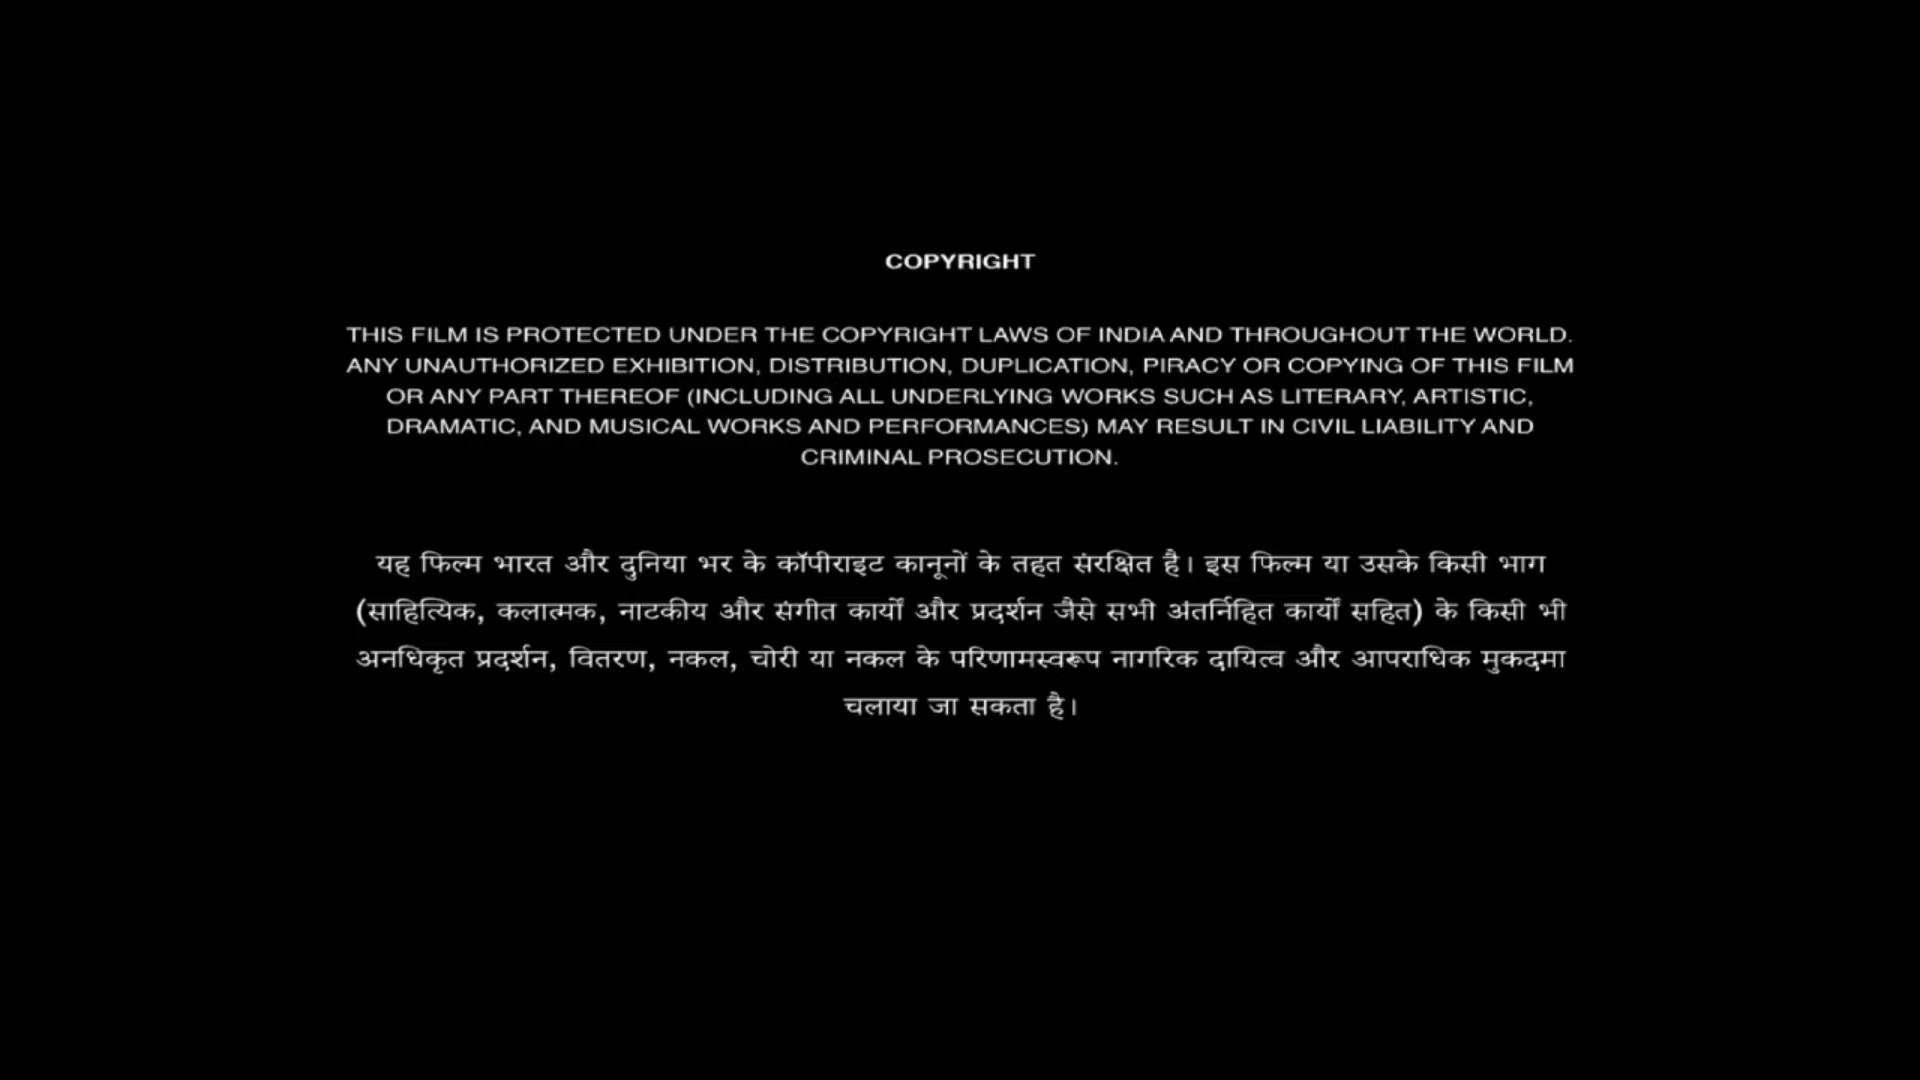 COPYRIGHT
THIS FILM IS PROTECTED UNDER THE COPYRIGHT LAWS OF INDIA AND THROUGHOUT THE WORLD.
ANY UNAUTHORIZED EXHIBITION, DISTRIBUTION, DUPLICATION, PIRACY OR COPYING OF THIS FILM
OR ANY PART THEREOF (INCLUDING ALL UNDERLYING WORKS SUCH AS LITERARY, ARTISTIC,
DRAMATIC, AND MUSICAL WORKS AND PERFORMANCES) MAY RESULT IN CIVIL LIABILITY AND
CRIMINAL PROSECUTION.
यह फिल्म भारत और दुनिया भर के कॉपीराइट कानूनों के तहत संरक्षित है। इस फिल्म या उसके किसी भाग
(साहित्यिक, कलात्मक, नाटकीय और संगीत कार्यों और प्रदर्शन जैसे सभी अंतर्निहित कार्यों सहित) के किसी भी
अनधिकृत प्रदर्शन, वितरण, नकल, चोरी या नकल के परिणामस्वरूप नागरिक दायित्व और आपराधिक मुकदमा
चलाया जा सकता है।